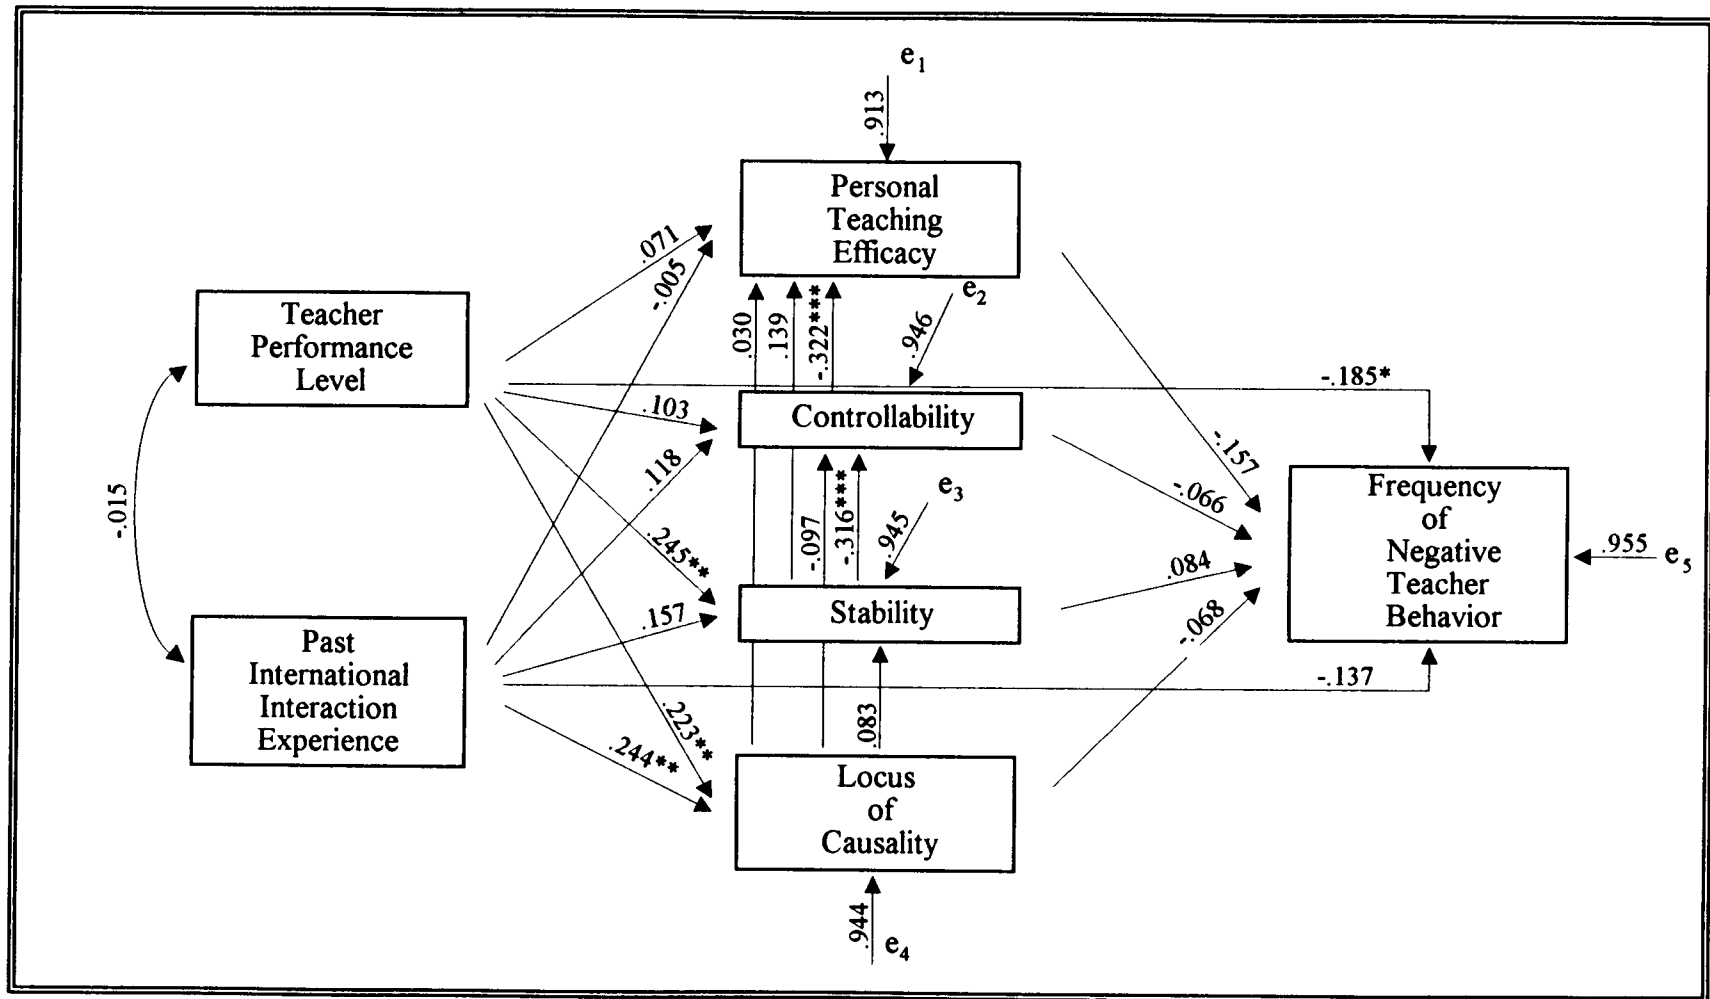 e1
.913
Personal
Teaching
Efficacy
.071
-.005
e2
.946
.030
.139
-.322***
Teacher
Performance
Level
-.185*
.103
Controllability
.118
-.157
-.015
-.097
-.316***
e3
.945
-.066
Frequency
of
Negative
Teacher
Behavior
.955
e5
.245**
.084
.157
Stability
-.068
Past
International
Interaction
Experience
-.137
.223**
.244**
.083
Locus
of
Causality
.944
e4